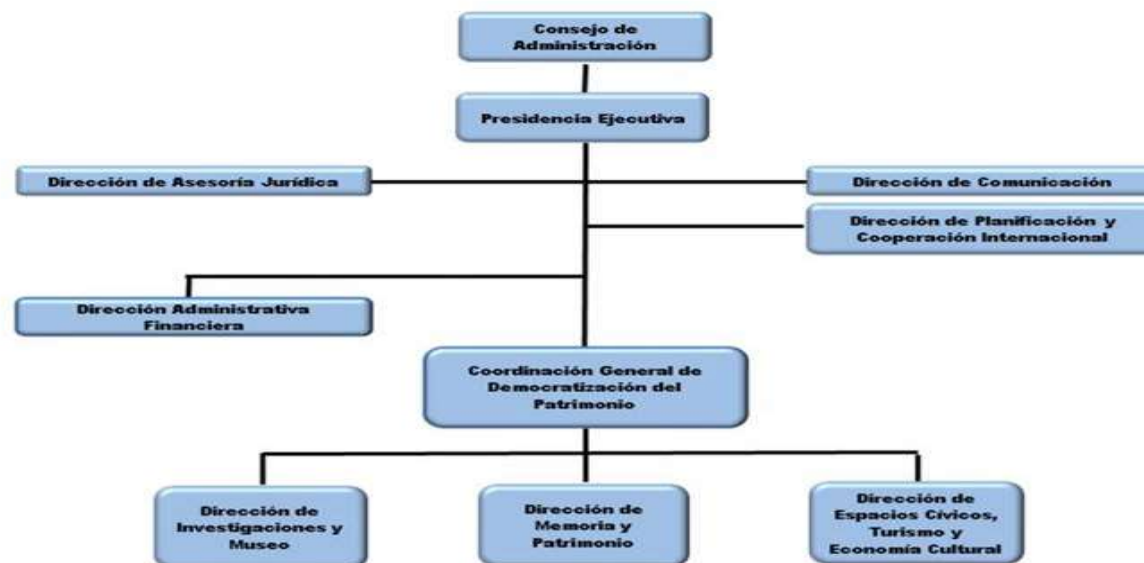 Consejo de
Administración
Presidencia Ejecutiva
Dirección de Asesoría Jurídica
Dirección de Comunicación
Dirección de Planificación y
Cooperación Internacional
Dirección Administrativa
Financiera
Coordinación General de
Democratización del
Patrimonio
Dirección de
Investigaciones y
Museo
Dirección de
Memoria y
Patrimonio
Dirección de
Espacios Cívicos,
Turismo y
Economía Cultural